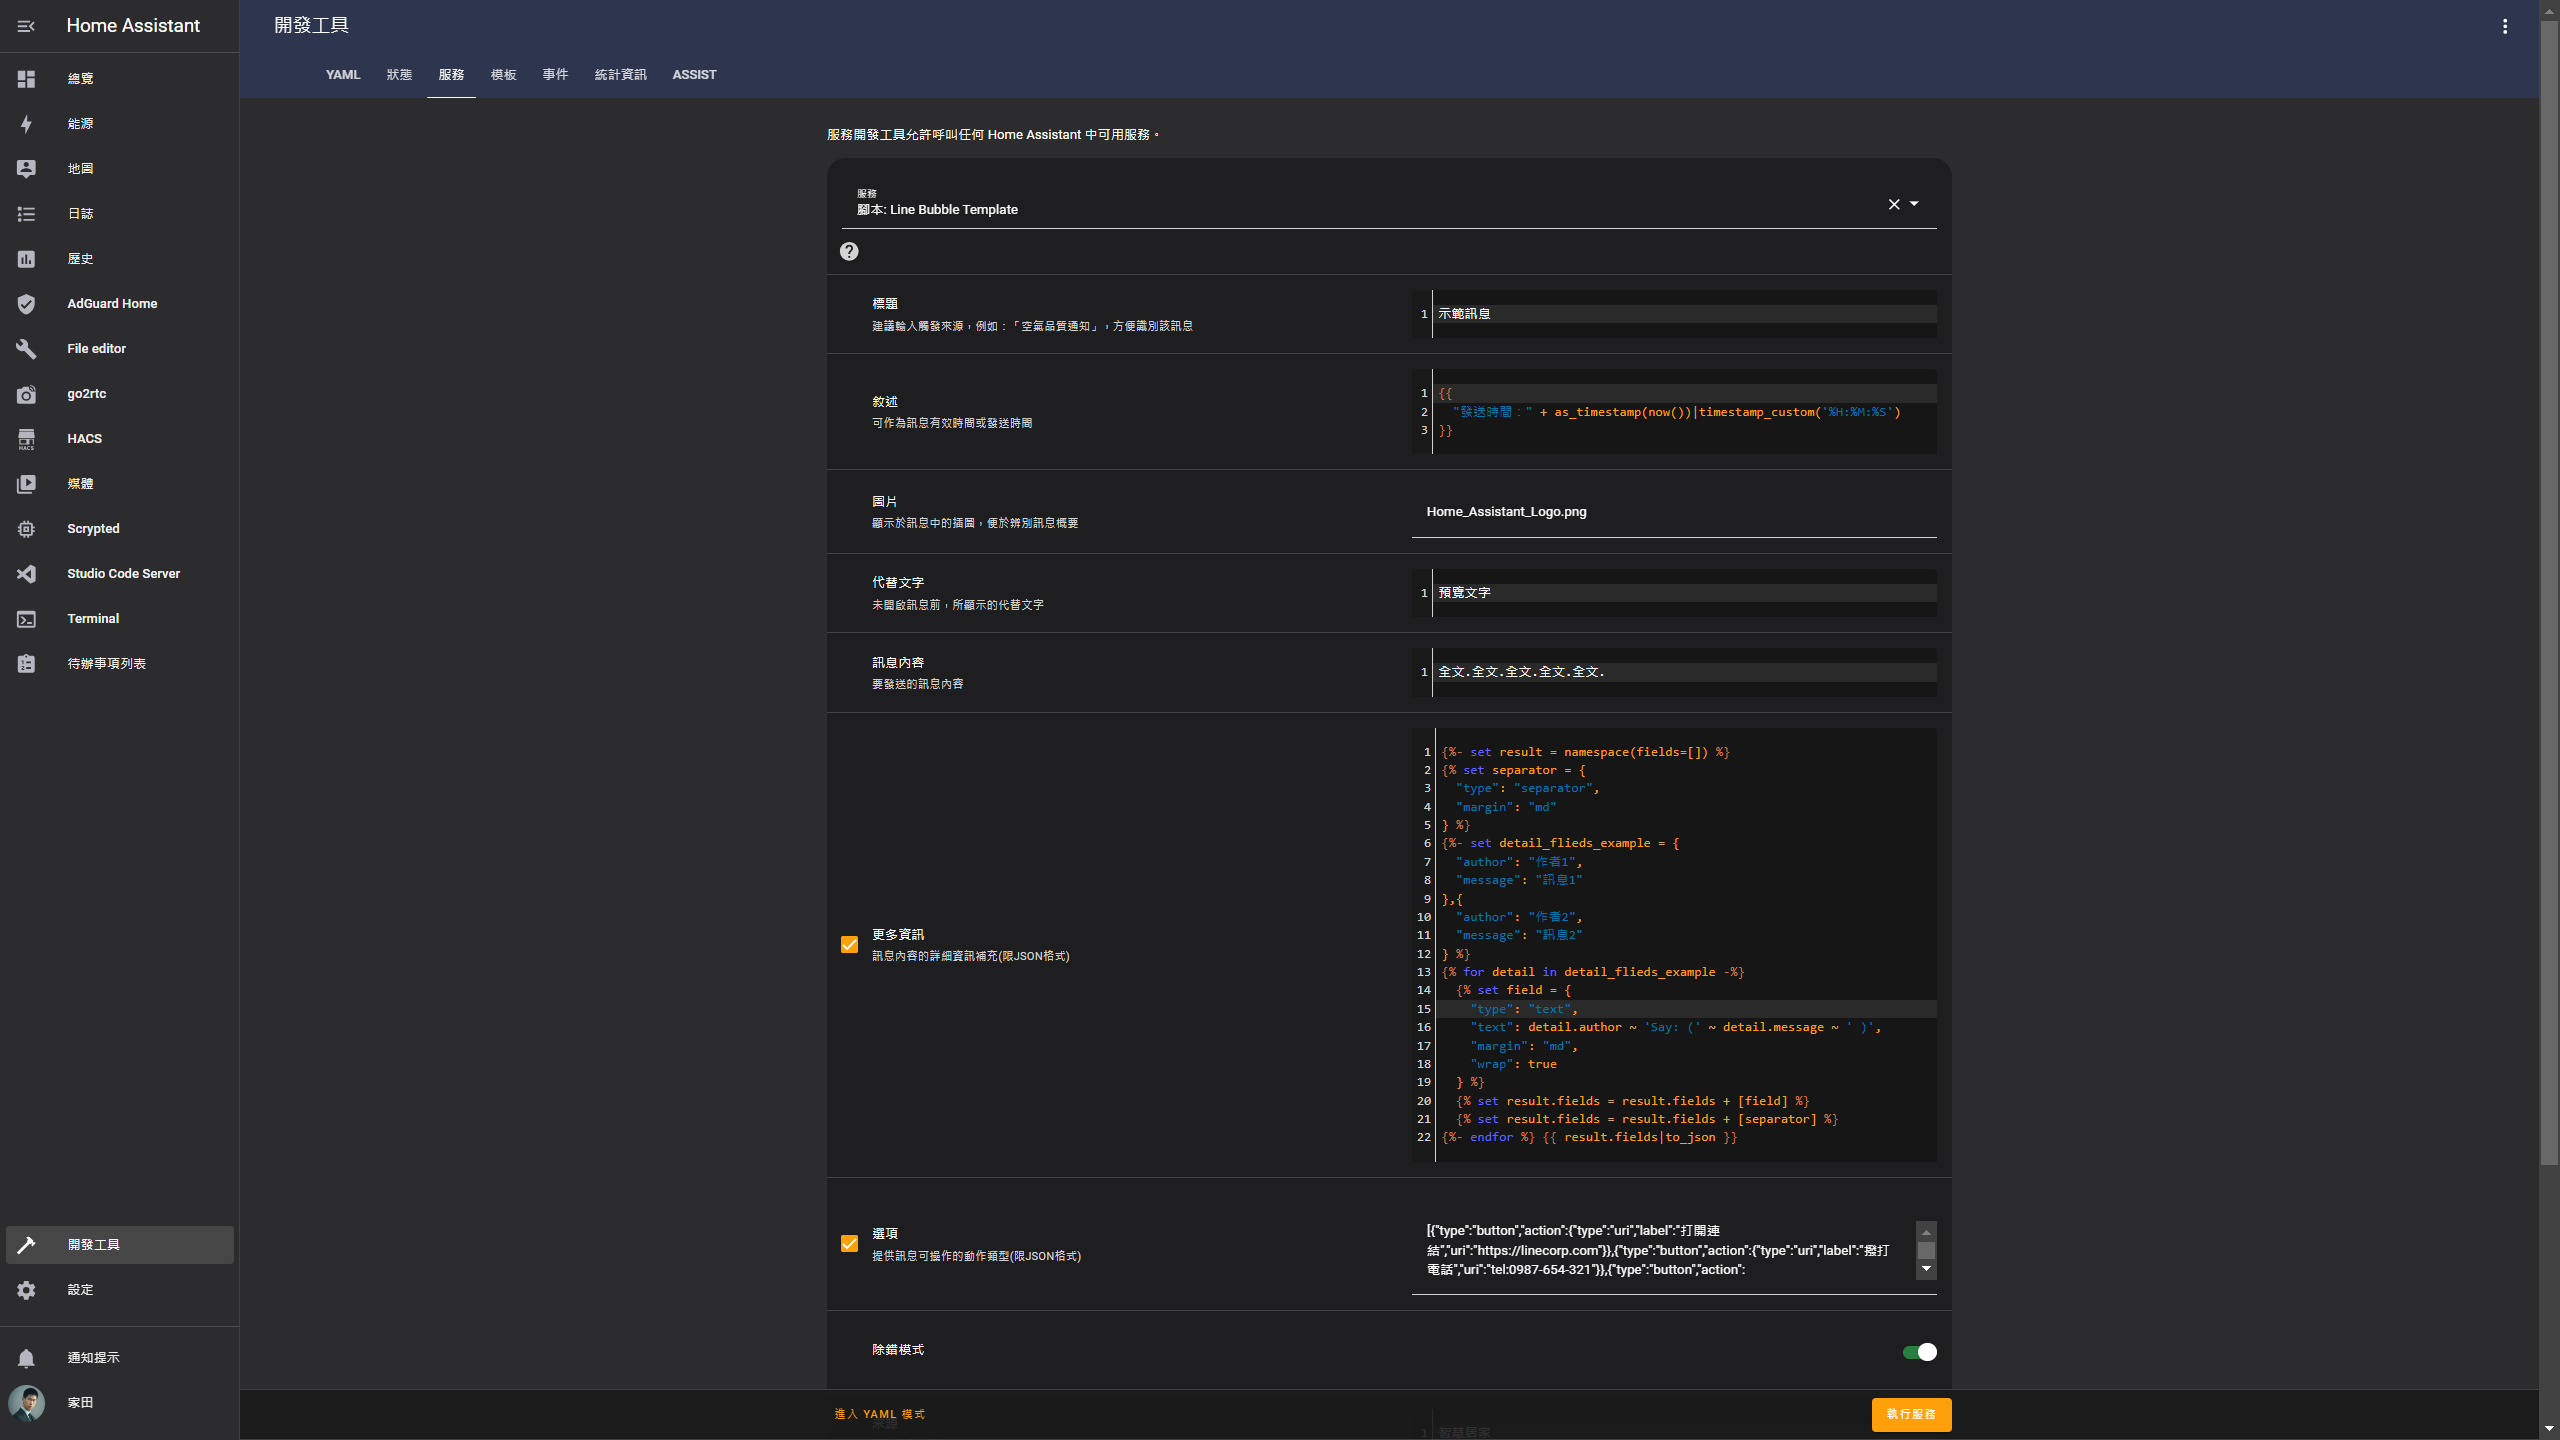 Home Assistant
總覽
能源
地圖
日誌
歷史
AdGuard Home
File editor
go2rtc
HACS
HACS
媒體
Scrypted
Studio Code Server
Terminal
待辦事項列表
開發工具
設定
通知提示
家田
開發工具
YAML 狀態 服務 模板 事件 統計資訊 ASSIST
服務開發工具允許呼叫任何 Home Assistant 中可用服務。
服務
腳本: Line Bubble Template
標題
建議輸入觸發來源,例如:「空氣品質通知」,方便識別該訊息
1 示範訊息
敘述
可作為訊息有效時間或發送時間
1 {{
2 "發送時間:" + as_timestamp(now())|timestamp_custom('%H:%M:%S')
3 }}
圖片
顯示於訊息中的插圖,便於辨別訊息概要
Home_Assistant_Logo.png
代替文字
未開啟訊息前,所顯示的代替文字
1 預覽文字
訊息內容
要發送的訊息內容
1 全文.全文.全文.全文.全文.
更多資訊
訊息內容的詳細資訊補充(限JSON格式)
1 {%- set result = namespace(fields=[]) %}
2 {% set separator = {
3 "type": "separator",
4 "margin": "md"
5 } %}
6 {%- set detail_flieds_example = {
7 "author": "作者1",
8 "message": "訊息1"
9 },{
10 "author": "作者2",
11 "message": "訊息2"
12 } %}
13 {% for detail in detail_flieds_example -%}
14 {% set field = {
15 "type": "text",
16 "text": detail.author ~ 'Say: (' ~ detail.message ~ ' )',
17 "margin": "md",
18 "wrap": true
19 } %}
20 {% set result.fields = result.fields + [field] %}
21 {% set result.fields = result.fields + [separator] %}
22 {%- endfor %} {{ result.fields|to_json }}
選項
提供訊息可操作的動作類型(限JSON格式)
[{"type":"button","action":{"type":"uri","label":"打開連
結","uri":"https://linecorp.com"}},{"type":"button","action":{"type":"uri","label":"撥打
電話","uri":"tel:0987-654-321"}},{"type":"button","action":
除錯模式
進入 YAML 模式
執行服務
來源
1 智慧居家